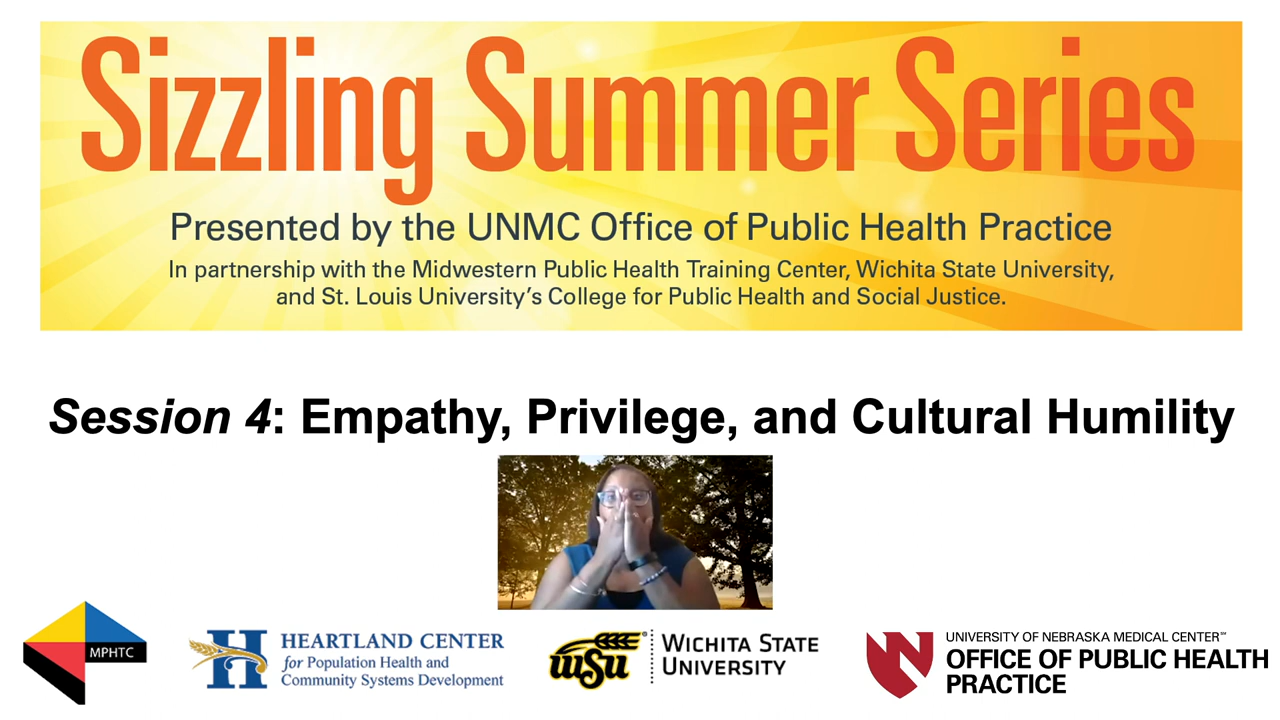 Sizzling Summer Series
Presented by the UNMC Office of Public Health Practice
In partnership with the Midwestern Public Health Training Center, Wichita State University,
and St. Louis University's College for Public Health and Social Justice.
Session 4: Empathy, Privilege, and Cultural Humility
MPHTC
H
HEARTLAND CENTER
for Population Health and
Community Systems Development
WSU
WICHITA STATE
UNIVERSITY
N
UNIVERSITY OF NEBRASKA MEDICAL CENTER℠
OFFICE OF PUBLIC HEALTH
PRACTICE